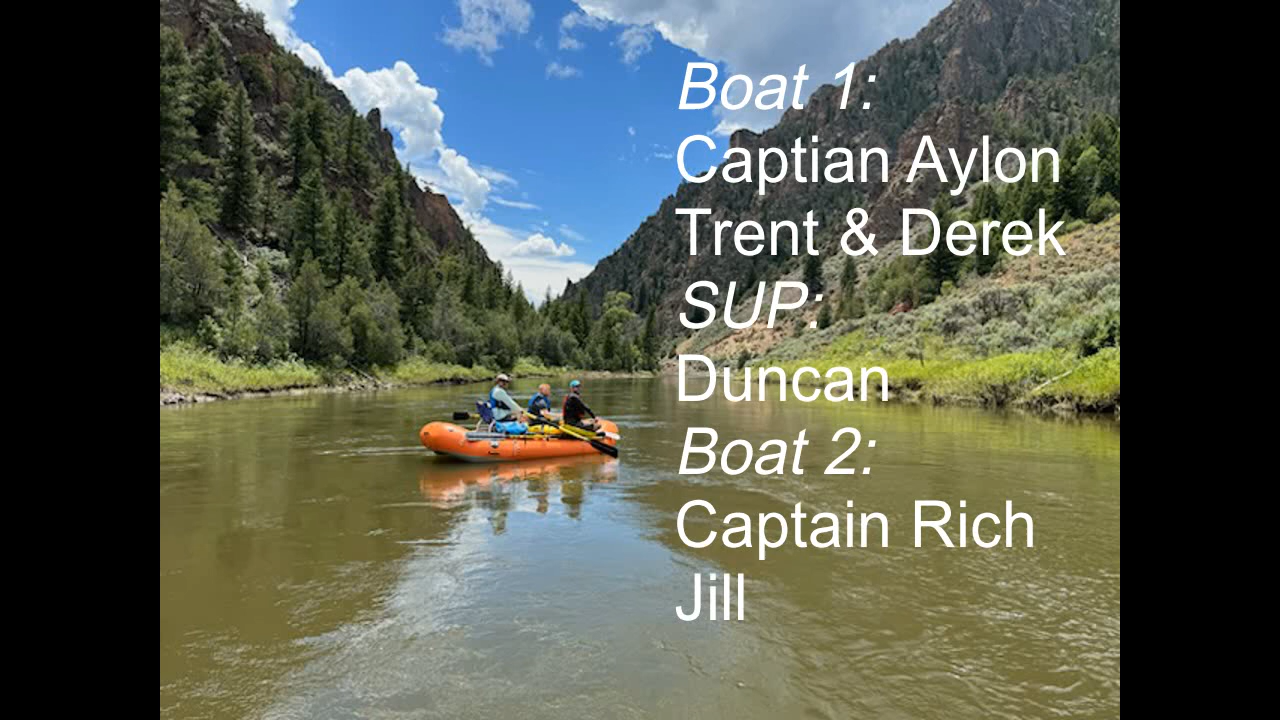 Boat 1:
Captian Aylon
Trent & Derek
SUP:
Duncan
Boat 2:
Captain Rich
Jill